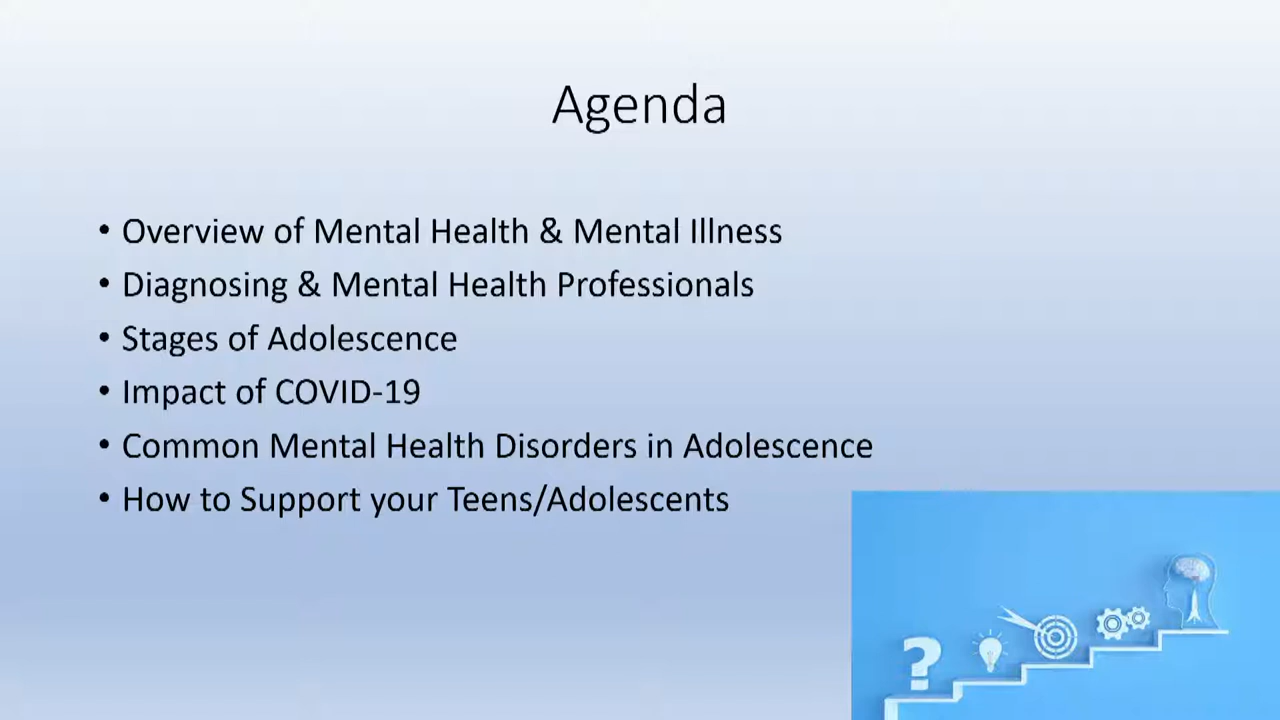 Agenda
• Overview of Mental Health & Mental Illness
• Diagnosing & Mental Health Professionals
• Stages of Adolescence
• Impact of COVID-19
• Common Mental Health Disorders in Adolescence
• How to Support your Teens/Adolescents
?